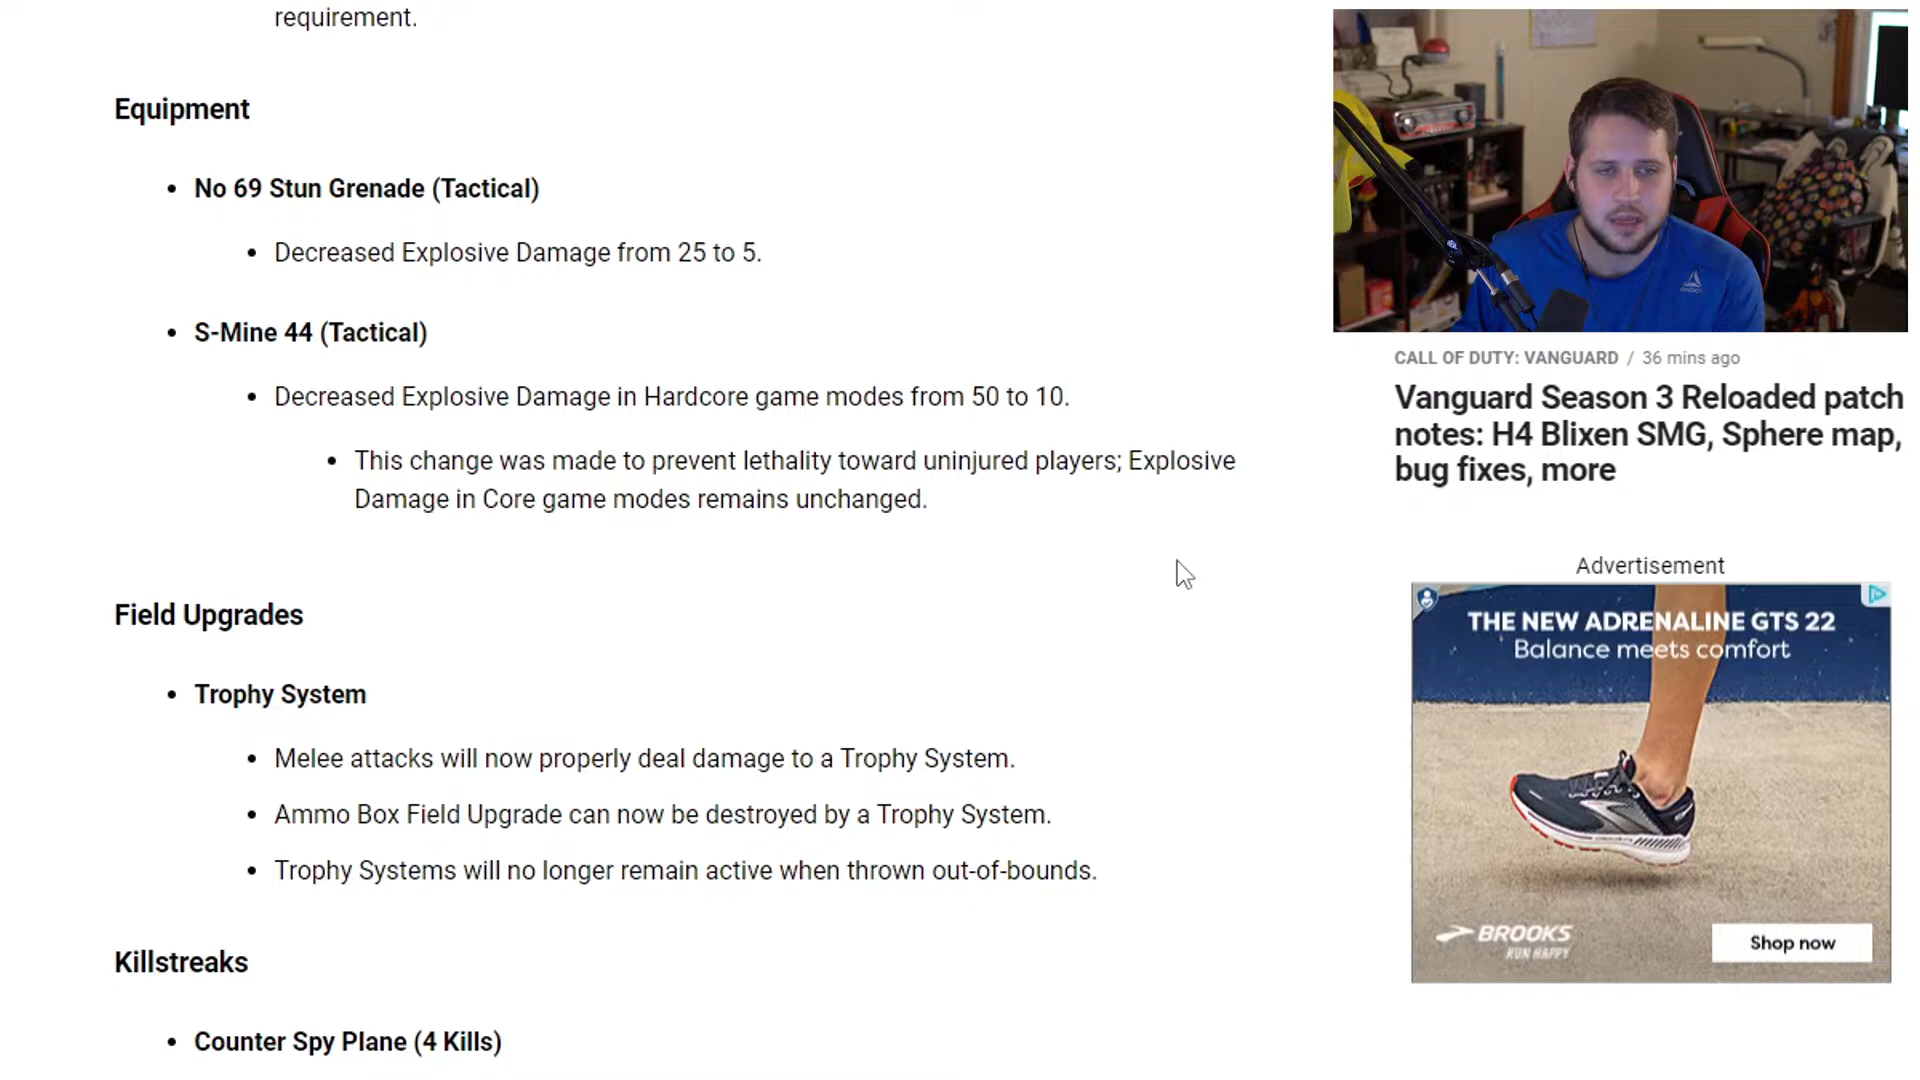 requirement.
Equipment
No 69 Stun Grenade (Tactical)
Decreased Explosive Damage from 25 to 5.
S-Mine 44 (Tactical)
Decreased Explosive Damage in Hardcore game modes from 50 to 10.
This change was made to prevent lethality toward uninjured players; Explosive
Damage in Core game modes remains unchanged.
Field Upgrades
Trophy System
Melee attacks will now properly deal damage to a Trophy System.
Ammo Box Field Upgrade can now be destroyed by a Trophy System.
Trophy Systems will no longer remain active when thrown out-of-bounds.
Killstreaks
Counter Spy Plane (4 Kills)
CALL OF DUTY: VANGUARD / 36 mins ago
Vanguard Season 3 Reloaded patch
notes: H4 Blixen SMG, Sphere map,
bug fixes, more
Advertisement
THE NEW ADRENALINE GTS 22
Balance meets comfort
BROOKS
RUN HAPPY
Shop now